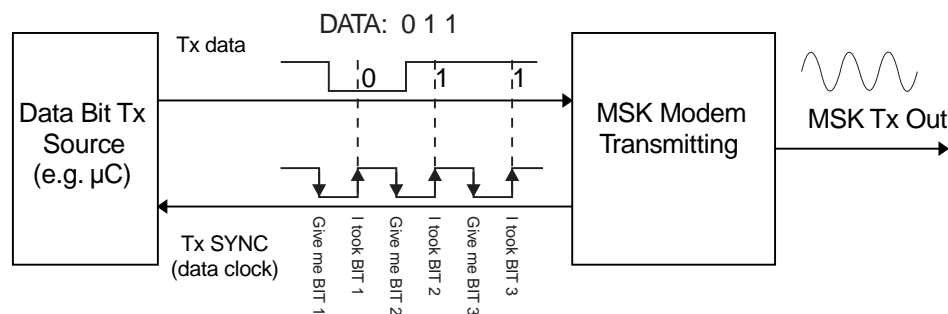 DATA: 0 1 1
Tx data
0 1 1
Data Bit Tx
Source
(e.g. µC)
MSK Modem
Transmitting
MSK Tx Out
Tx SYNC
(data clock)
Give me BIT 1
I took BIT 1
Give me BIT 2
I took BIT 2
Give me BIT 3
I took BIT 3